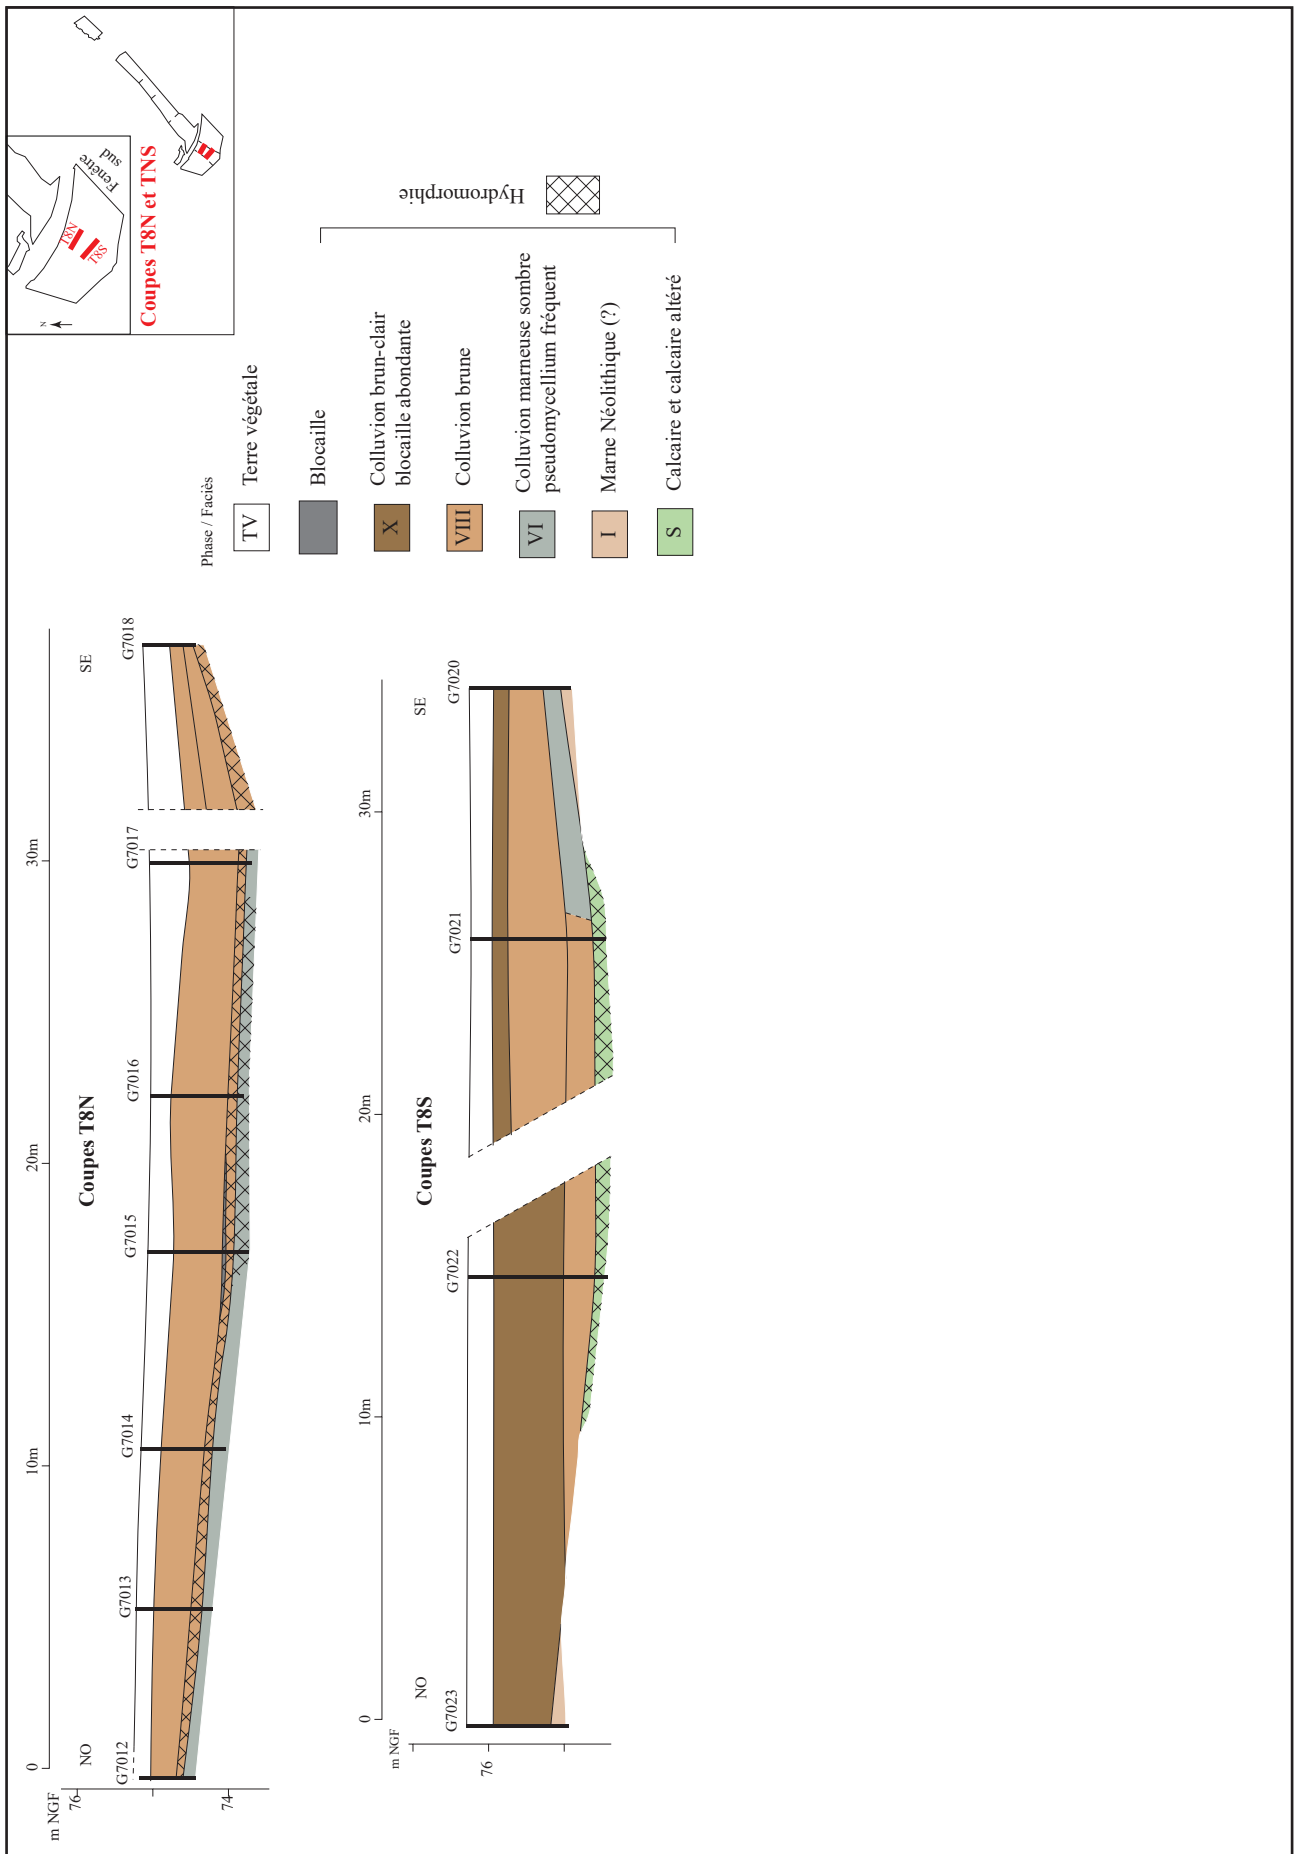 Coupes T8N
0
10m
20m
30m
NO
SE
m NGF
76
74
G7012
G7013
G7014
G7015
G7016
G7017
G7018
Coupes T8S
0
10m
20m
30m
NO
SE
m NGF
76
G7023
G7022
G7021
G7020
Phase / Faciès
TV
Terre végétale
Blocaille
X
Colluvion brun-clair
blocaille abondante
VIII
Colluvion brune
VI
Colluvion marneuse sombre
pseudomycellium fréquent
I
Marne Néolithique (?)
S
Calcaire et calcaire altéré
Hydromorphie
N
Fenêtre
sud
T8N
T8S
Coupes T8N et TNS